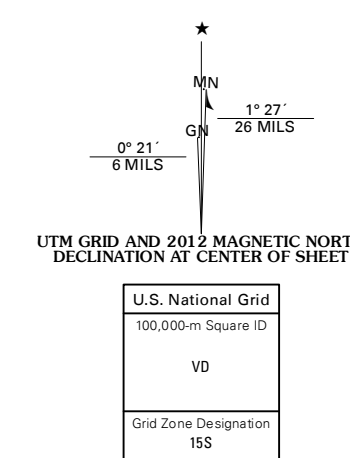 ★
MN
GN
1° 27´
26 MILS
0° 21´
6 MILS
UTM GRID AND 2012 MAGNETIC NORT
DECLINATION AT CENTER OF SHEET
U.S. National Grid
100,000-m Square ID
VD
Grid Zone Designation
15S